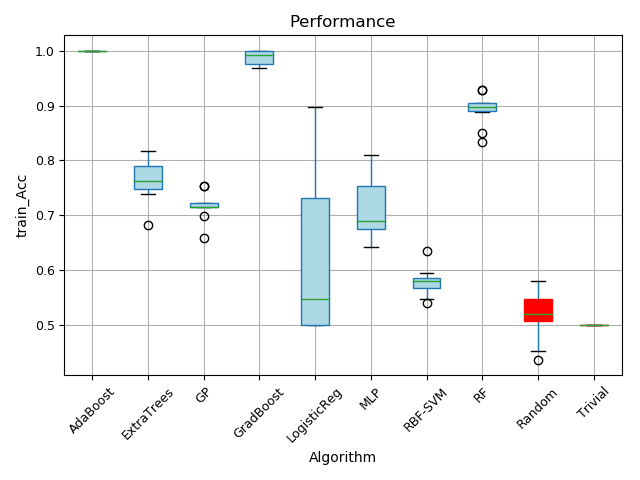 Performance
train_Acc
1.0
0.9
0.8
0.7
0.6
0.5
AdaBoost
ExtraTrees
GP
GradBoost
LogisticReg
MLP
RBF-SVM
RF
Random
Trivial
Algorithm